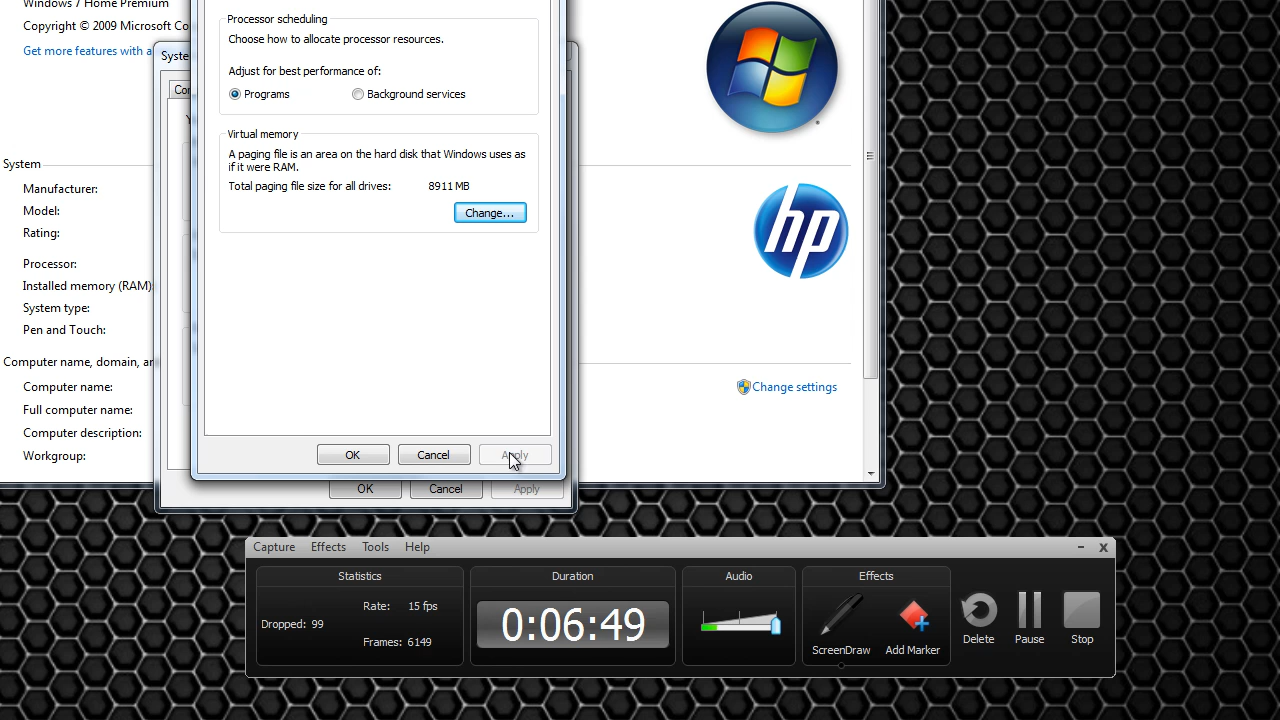 Windows 7 Home Premium
Copyright © 2009 Microsoft Co
Get more features with a
Syste
Con
Y
Processor scheduling
Choose how to allocate processor resources.
Adjust for best performance of:
Programs
Background services
Virtual memory
A paging file is an area on the hard disk that Windows uses as
if it were RAM.
Total paging file size for all drives:
8911 MB
Change...
System
Manufacturer:
Model:
Rating:
Processor:
Installed memory (RAM):
System type:
Pen and Touch:
hp
Computer name, domain, an
Computer name:
Full computer name:
Computer description:
Workgroup:
Change settings
OK
Cancel
Apply
OK
Cancel
Apply
Capture
Effects
Tools
Help
Statistics
Rate: 15 fps
Dropped: 99
Frames: 6149
Duration
0:06:49
Audio
Effects
ScreenDraw
Add Marker
Delete
Pause
Stop